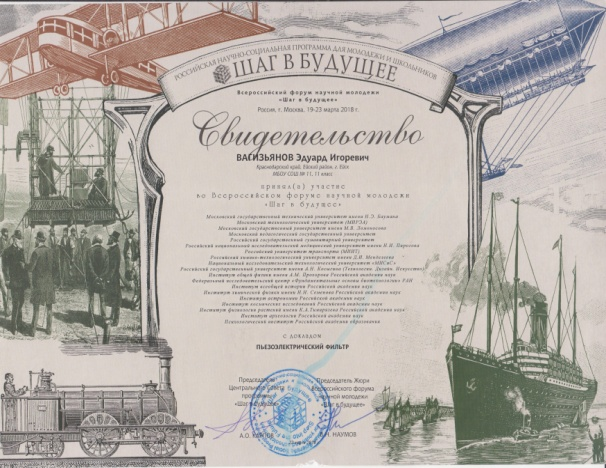 РОССИЙСКАЯ НАУЧНО-СОЦИАЛЬНАЯ ПРОГРАММА ДЛЯ МОЛОДЕЖИ И ШКОЛЬНИКОВ
ШАГ В БУДУЩЕЕ
Всероссийский форум научной молодежи
«Шаг в будущее»
Россия, г. Москва, 19-23 марта 2018 г.
Свидетельство
ВАГИЗЬЯНОВ Эдуард Игоревич
Краснодарский край, Ейский район, г. Ейск
МБОУ СОШ № 11, 11 класс
принял(а) участие
во Всероссийском форуме научной молодежи
«Шаг в будущее»
Московский государственный технический университет имени Н.Э. Баумана
Московский технологический университет (МИРЭА)
Московский государственный университет имени М.В. Ломоносова
Московский педагогический государственный университет
Российский государственный гуманитарный университет
Российский национальный исследовательский медицинский университет имени Н.И. Пирогова
Российский университет транспорта (МИИТ)
Российский химико-технологический университет имени Д.И. Менделеева
Национальный исследовательский технологический университет «МИСиС»
Российский государственный университет имени А.Н. Косыгина (Технологии. Дизайн. Искусство)
Институт общей физики имени А.М. Прохорова Российской академии наук
Федеральный исследовательский центр «Фундаментальные основы биотехнологии» РАН
Институт всеобщей истории Российской академии наук
Институт химической физики имени Н.Н. Семенова Российской академии наук
Институт астрономии Российской академии наук
Институт космических исследований Российской академии наук
Институт физиологии растений имени К.А. Тимирязева Российской академии наук
Институт археологии Российской академии наук
Психологический институт Российской академии образования
с докладом
ПЬЕЗОЭЛЕКТРИЧЕСКИЙ ФИЛЬТР
Председатель Центрального совета программы «Шаг в будущее»
Председатель Жюри Всероссийского форума научной молодежи «Шаг в будущее»
А.О. КАРПОВ
НАУМОВ